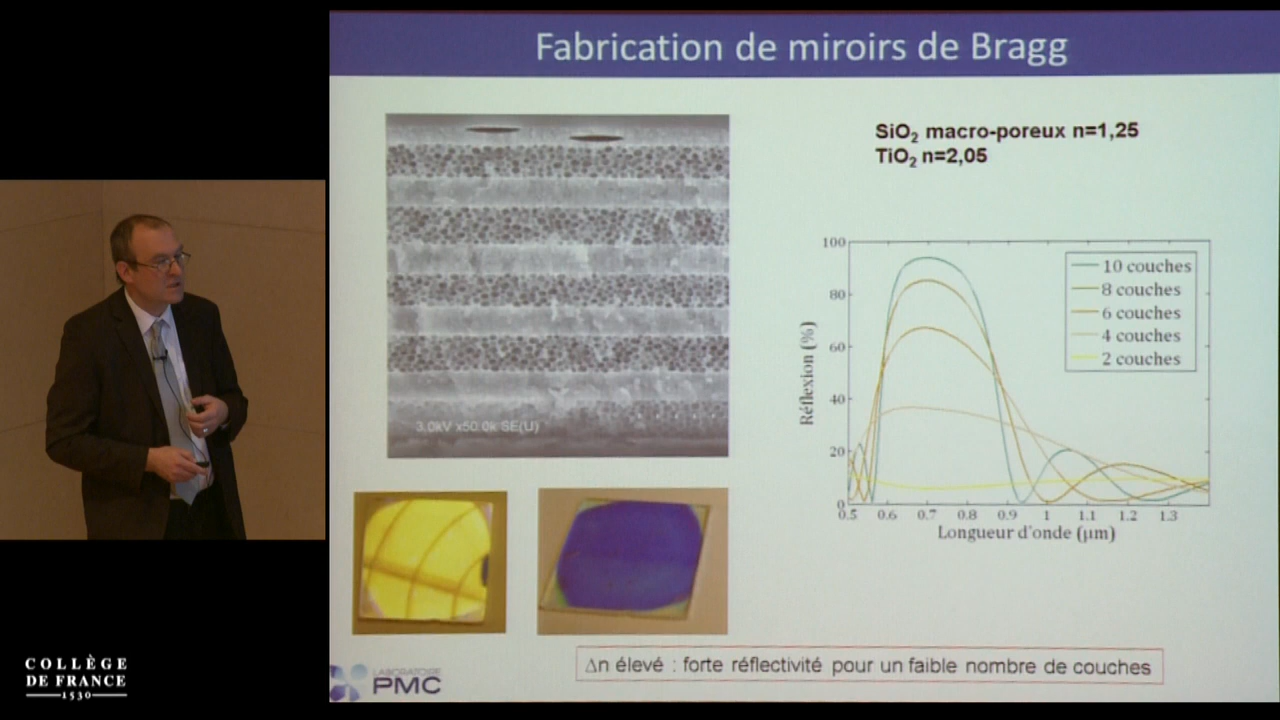 Fabrication de miroirs de Bragg
SiO₂ macro-poreux n=1,25
TiO₂ n=2,05
3.0kV x50.0k SE(U)
100
80
60
40
20
0
Réflexion (%)
10 couches
8 couches
6 couches
4 couches
2 couches
0.5 0.6 0.7 0.8 0.9 1 1.1 1.2 1.3
Longueur d'onde (μm)
Δn élevé : forte réflectivité pour un faible nombre de couches
LABORATOIRE
PMC
COLLÈGE
DE FRANCE
1530